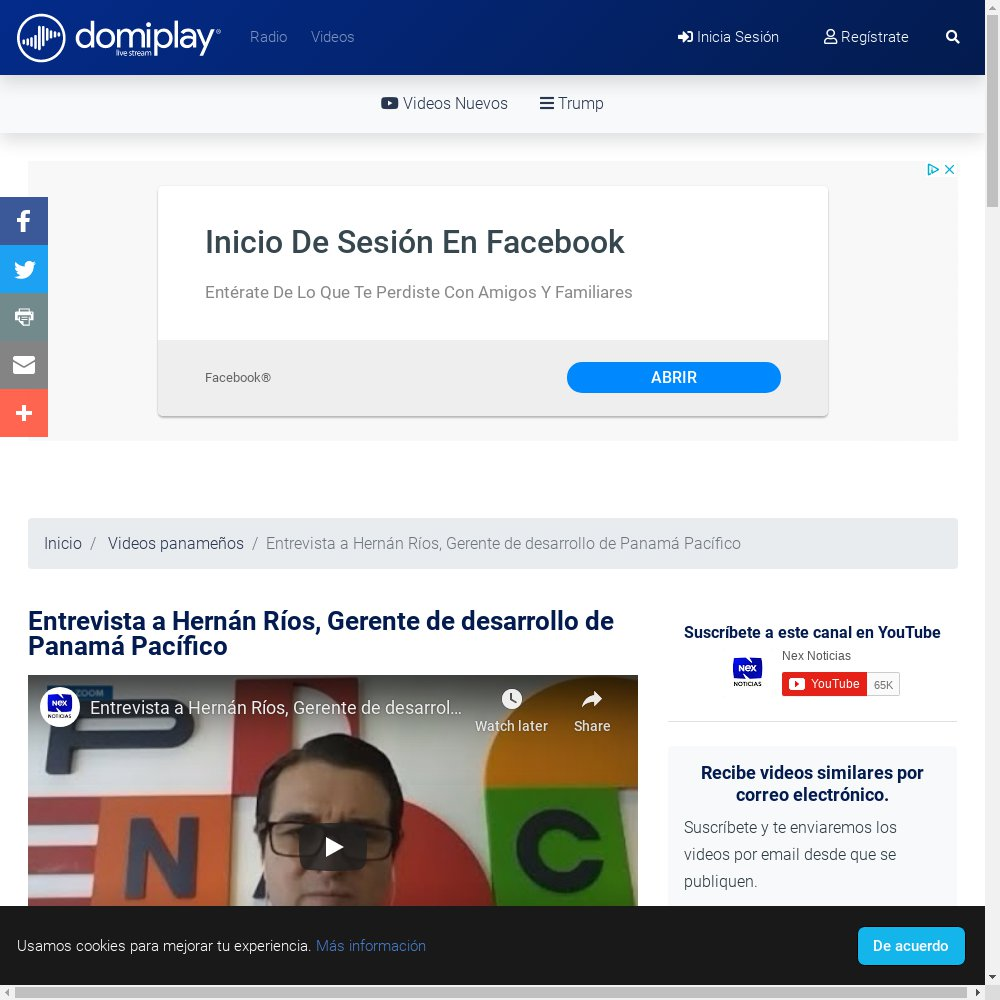 domiplay®
live stream
Radio
Videos
Inicia Sesión
Regístrate
Videos Nuevos
Trump
Inicio De Sesión En Facebook
Entérate De Lo Que Te Perdiste Con Amigos Y Familiares
Facebook®
ABRIR
Inicio / Videos panameños / Entrevista a Hernán Ríos, Gerente de desarrollo de Panamá Pacífico
Entrevista a Hernán Ríos, Gerente de desarrollo de
Panamá Pacífico
ZOOM
Nex
NOTICIAS
Entrevista a Hernán Ríos, Gerente de desarrol...
Watch later
Share
P
N
C
Suscríbete a este canal en YouTube
Nex
NOTICIAS
Nex Noticias
YouTube
65K
Recibe videos similares por
correo electrónico.
Suscríbete y te enviaremos los
videos por email desde que se
publiquen.
Usamos cookies para mejorar tu experiencia. Más información
De acuerdo